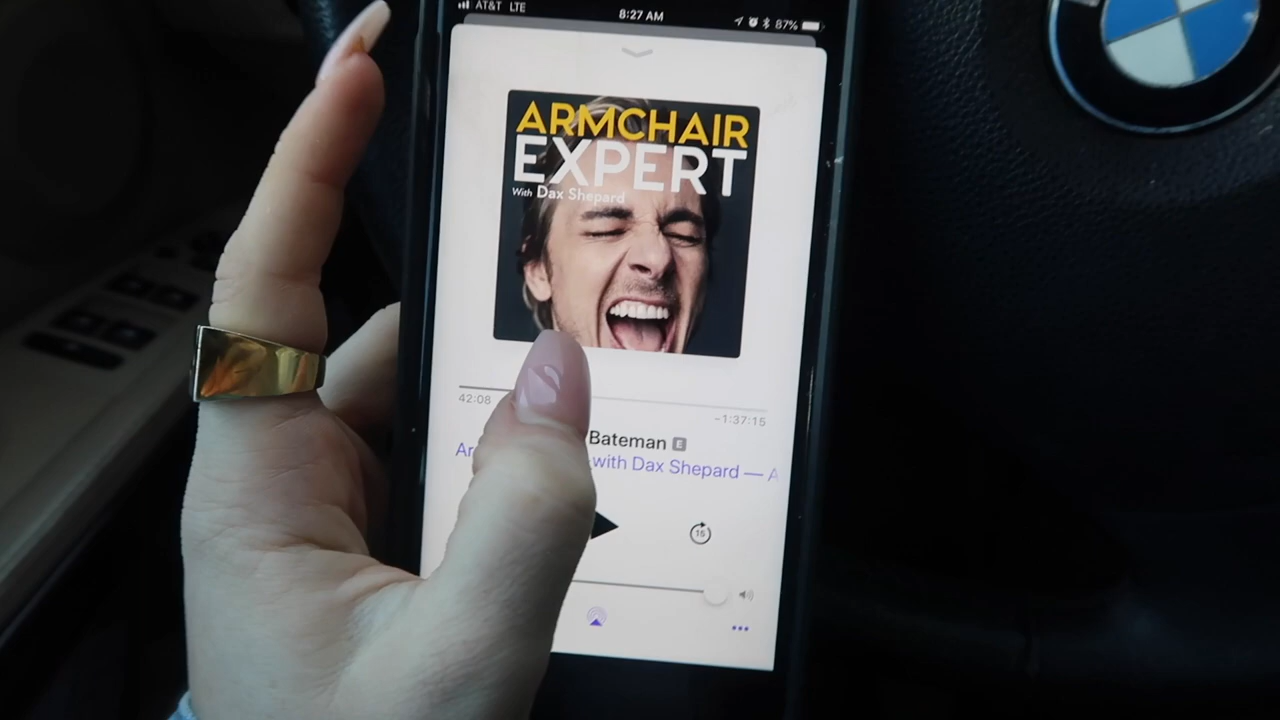 AT&T LTE 8:27 AM 87%
ARMCHAIR
EXPERT
With Dax Shepard
42:08 -1:37:15
Bateman E
Ar with Dax Shepard — A
15